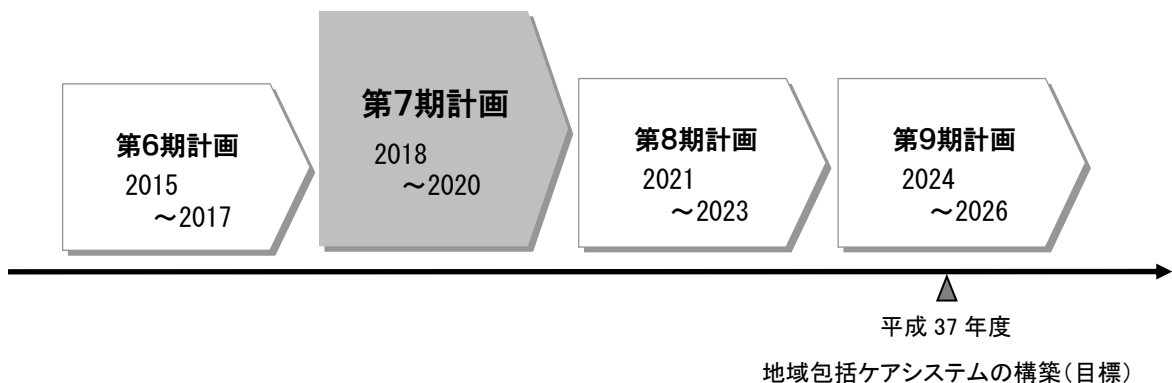 第6期計画
2015
～2017
第7期計画
2018
～2020
第8期計画
2021
～2023
第9期計画
2024
～2026
平成 37 年度
地域包括ケアシステムの構築（目標）